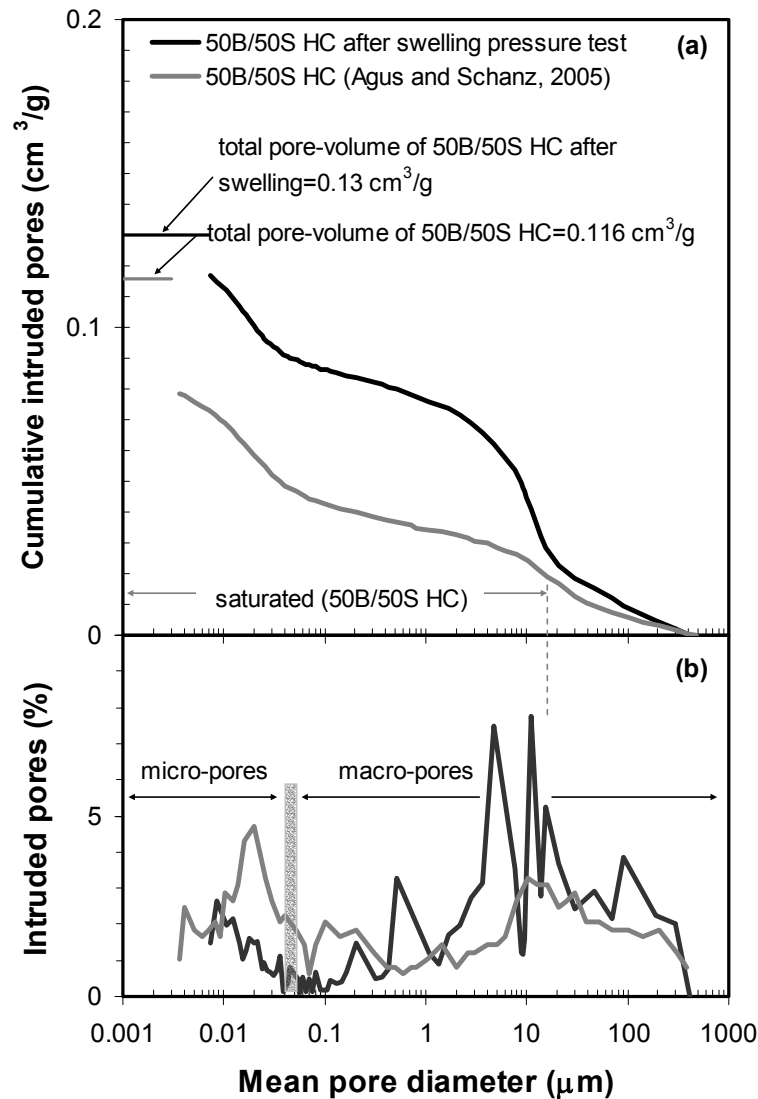 0.2
(a)
50B/50S HC after swelling pressure test
50B/50S HC (Agus and Schanz, 2005)
total pore-volume of 50B/50S HC after
swelling=0.13 cm³/g
total pore-volume of 50B/50S HC=0.116 cm³/g
0.1
Cumulative intruded pores (cm³/g)
saturated (50B/50S HC)
0
(b)
micro-pores
macro-pores
5
Intruded pores (%)
0
0.001 0.01 0.1 1 10 100 1000
Mean pore diameter (μm)